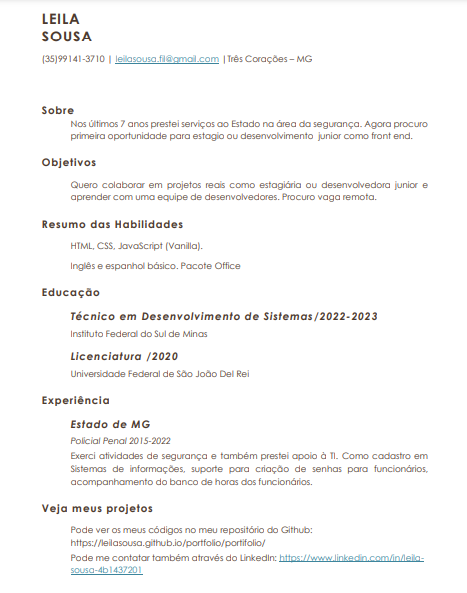 LEILA
SOUSA
(35)99141-3710 | leilasousa.fil@gmail.com |Três Corações – MG
Sobre
Nos últimos 7 anos prestei serviços ao Estado na área da segurança. Agora procuro
primeira oportunidade para estagio ou desenvolvimento junior como front end.
Objetivos
Quero colaborar em projetos reais como estagiária ou desenvolvedora junior e
aprender com uma equipe de desenvolvedores. Procuro vaga remota.
Resumo das Habilidades
HTML, CSS, JavaScript (Vanilla).
Inglês e espanhol básico. Pacote Office
Educação
Técnico em Desenvolvimento de Sistemas/2022-2023
Instituto Federal do Sul de Minas
Licenciatura /2020
Universidade Federal de São João Del Rei
Experiência
Estado de MG
Policial Penal 2015-2022
Exerci atividades de segurança e também prestei apoio à TI. Como cadastro em
Sistemas de informações, suporte para criação de senhas para funcionários,
acompanhamento do banco de horas dos funcionários.
Veja meus projetos
Pode ver os meus códigos no meu repositório do Github:
https://leilasousa.github.io/portfolio/portifolio/
Pode me contatar também através do LinkedIn: https://www.linkedin.com/in/leila-
sousa-4b1437201